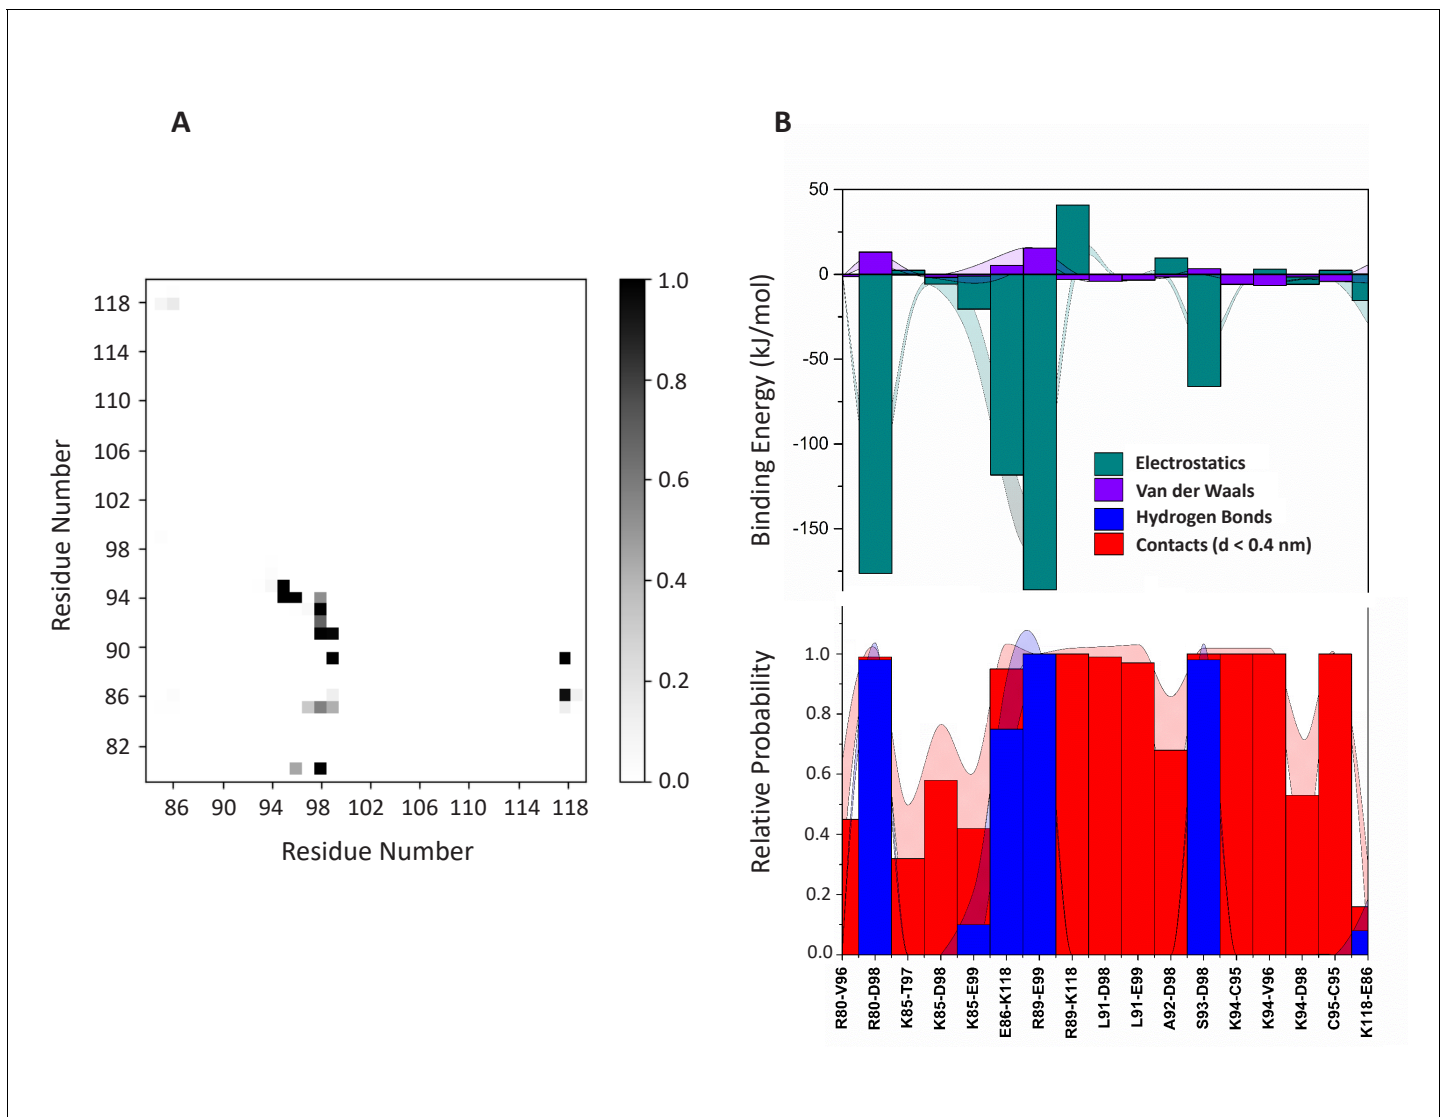 A
B
118
114
110
106
102
98
94
90
86
82
Residue Number
86 90 94 98 102 106 110 114 118
Residue Number
1.0
0.8
0.6
0.4
0.2
0.0
50
0
-50
-100
-150
Binding Energy (kJ/mol)
Electrostatics
Van der Waals
Hydrogen Bonds
Contacts (d < 0.4 nm)
1.0
0.8
0.6
0.4
0.2
0.0
Relative Probability
R80-V96
R80-D98
K85-T97
K85-D98
K85-E99
E86-K118
R89-E99
R89-K118
L91-D98
L91-E99
A92-D98
S93-D98
K94-C95
K94-V96
K94-D98
C95-C95
K118-E86